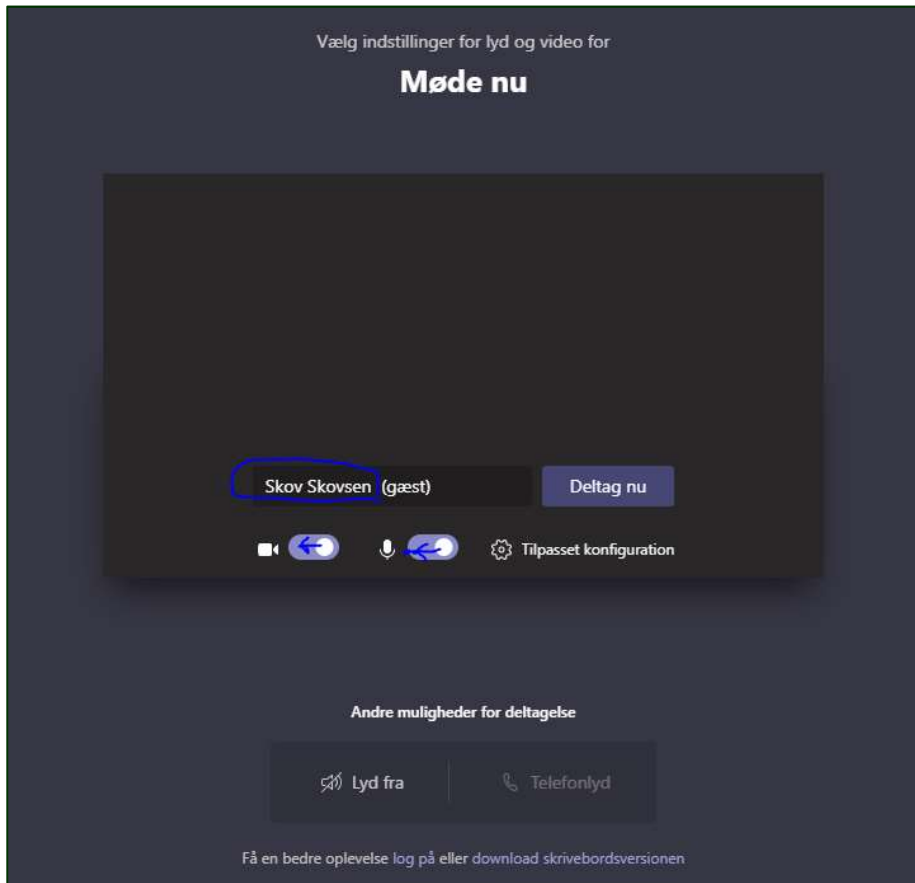 Vælg indstillinger for lyd og video for
Møde nu
Skov Skovsen (gæst)
Deltag nu
Tilpasset konfiguration
Andre muligheder for deltagelse
Lyd fra
Telefonlyd
Få en bedre oplevelse log på eller download skrivebordsversionen